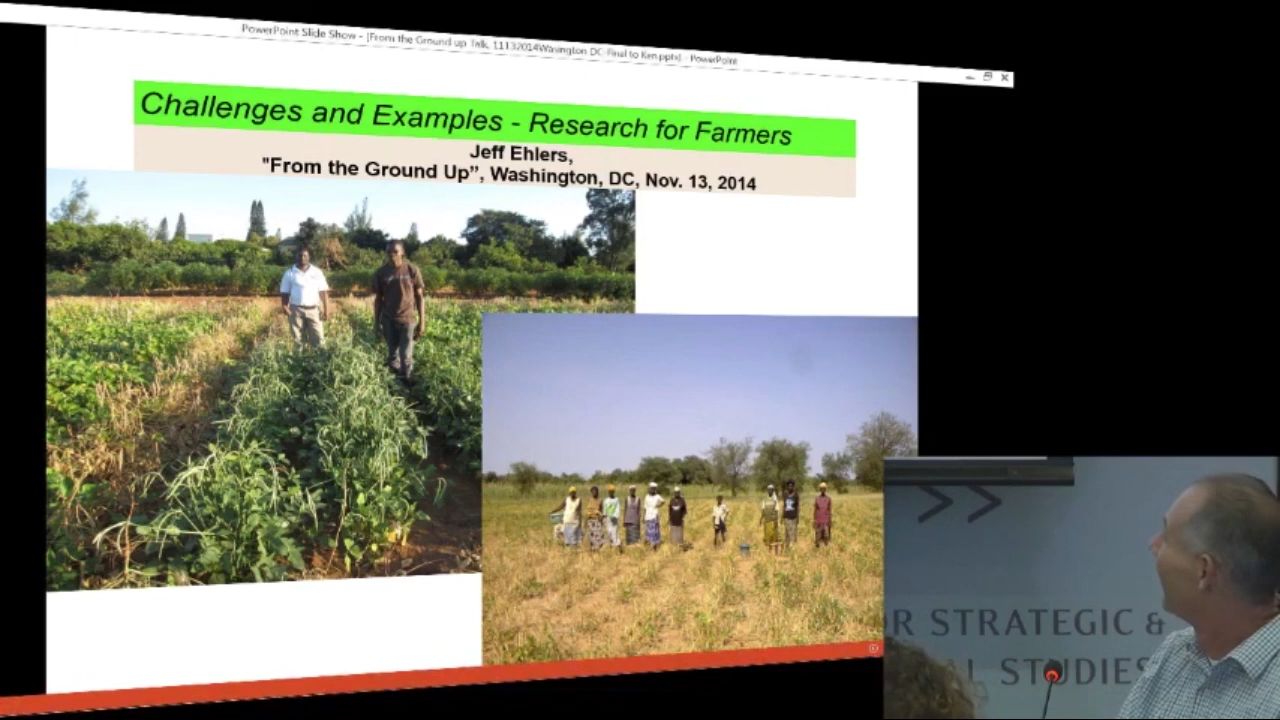 PowerPoint Slide Show - [From the Ground up Talk, 11132014Wasington DC-Final to Ken.pptx] - PowerPoint
Challenges and Examples - Research for Farmers
Jeff Ehlers,
"From the Ground Up”, Washington, DC, Nov. 13, 2014
>>
R STRATEGIC &
L STUDIES